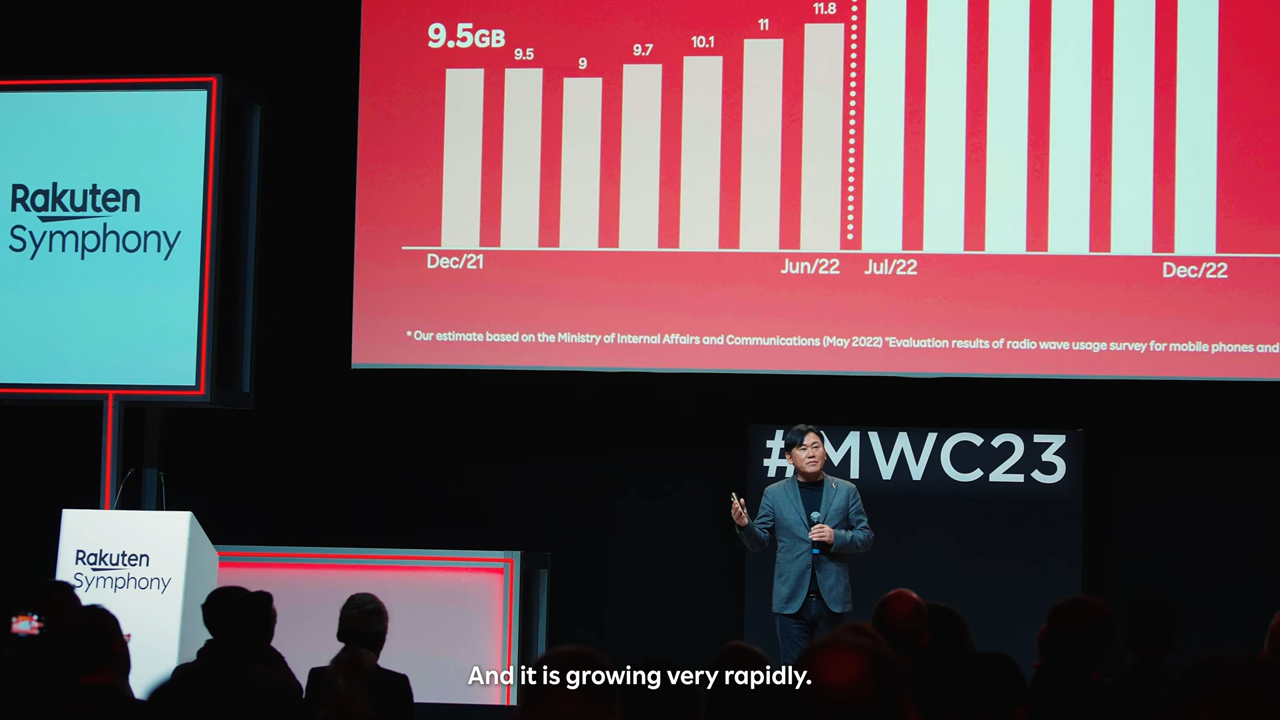 9.5GB
9.5
9
9.7
10.1
11
11.8
Dec/21
Jun/22
Jul/22
Dec/22
* Our estimate based on the Ministry of Internal Affairs and Communications (May 2022) "Evaluation results of radio wave usage survey for mobile phones and
Rakuten
Symphony
#MWC23
Rakuten
Symphony
And it is growing very rapidly.